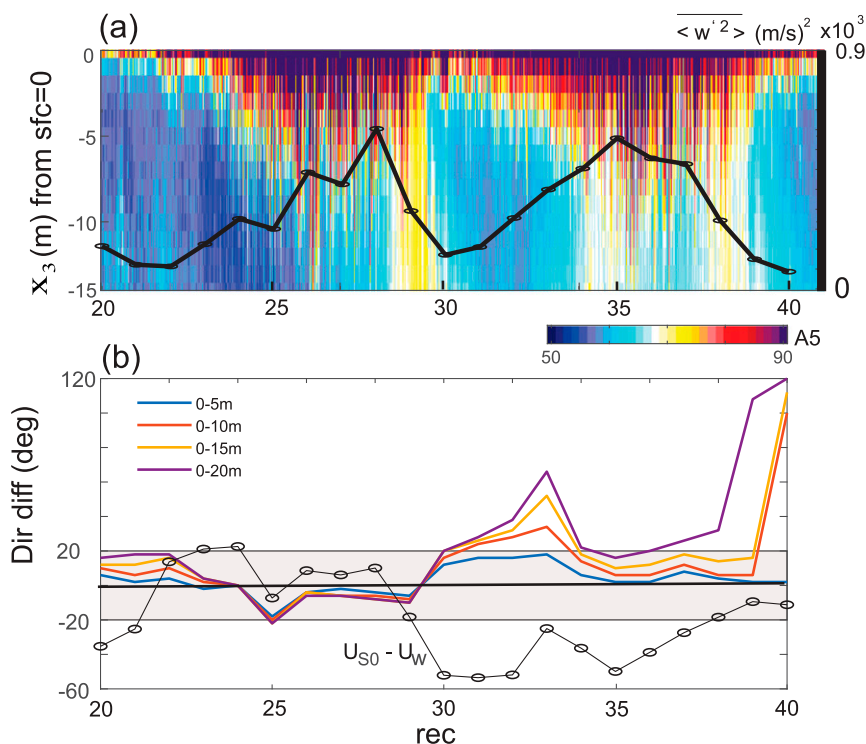 (a)
<w'2> (m/s)2 x103
0.9
0
-5
-10
-15
0
x3 (m) from sfc=0
20 25 30 35 40
50 90 A5
(b)
120
20
-20
-60
Dir diff (deg)
0-5m
0-10m
0-15m
0-20m
US0 - UW
20 25 30 35 40
rec